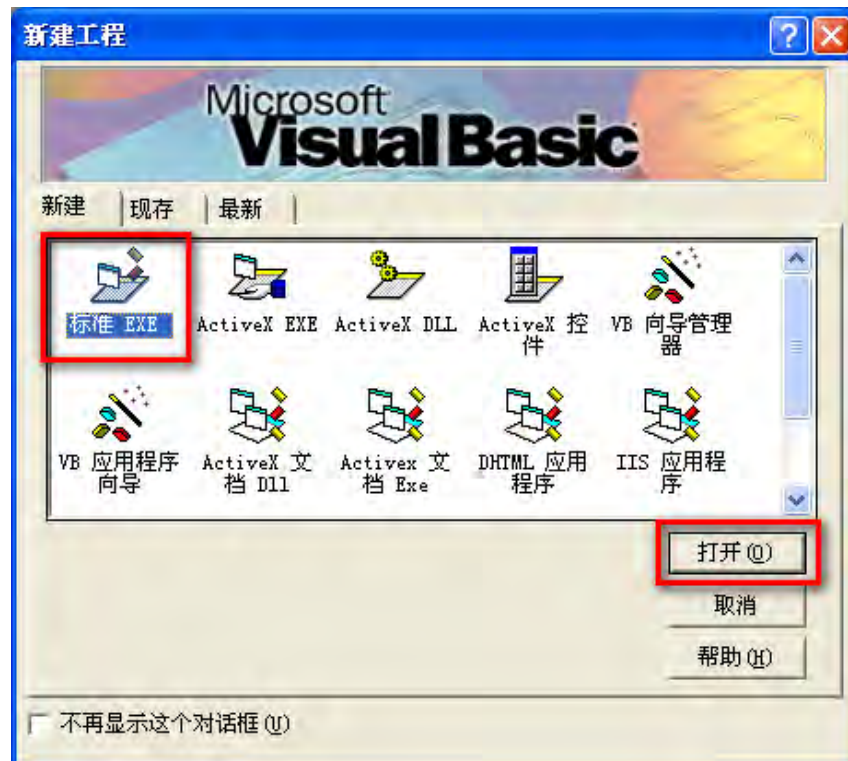 新建工程
Microsoft
Visual Basic
新建 现存 最新
标准 EXE ActiveX EXE ActiveX DLL ActiveX 控件 VB 向导管理器
VB 应用程序向导 ActiveX 文档 Dll Activex 文档 Exe DHTML 应用程序 IIS 应用程序
打开(O)
取消
帮助(H)
不再显示这个对话框(U)